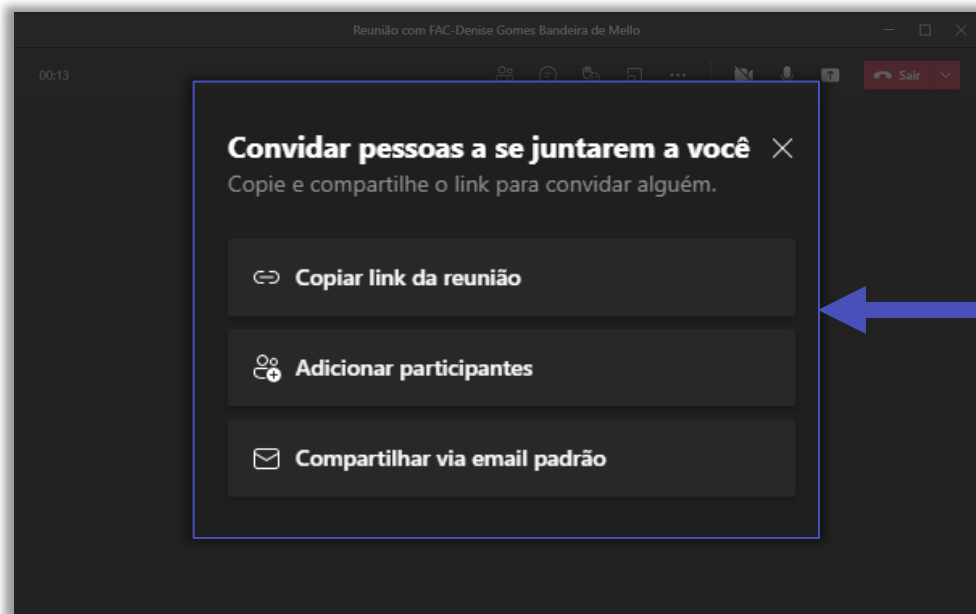 Reunião com FAC-Denise Gomes Bandeira de Mello
00:13
Sair
Convidar pessoas a se juntarem a você
Copie e compartilhe o link para convidar alguém.
Copiar link da reunião
Adicionar participantes
Compartilhar via email padrão